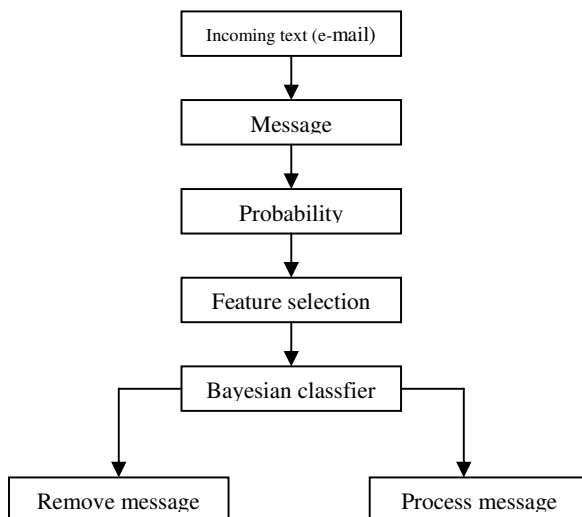 Incoming text (e-mail)
Message
Probability
Feature selection
Bayesian classfier
Remove message
Process message